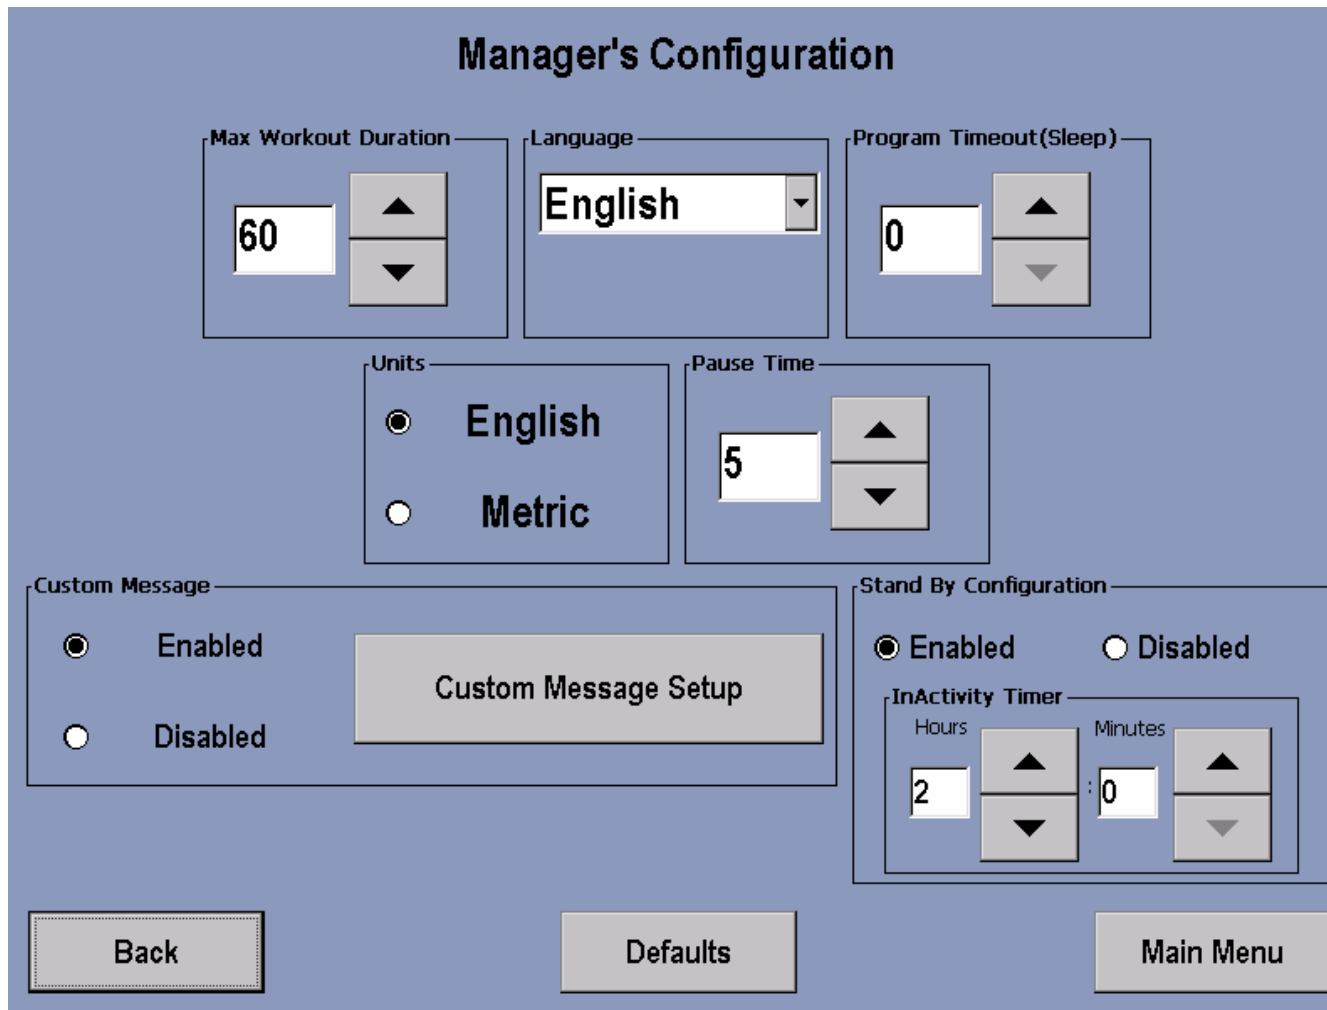 Manager's Configuration
Max Workout Duration
60
Language
English
Program Timeout(Sleep)
0
Units
English
Metric
Pause Time
5
Custom Message
Enabled
Disabled
Custom Message Setup
Stand By Configuration
Enabled Disabled
InActivity Timer
Hours Minutes
2 : 0
Back Defaults Main Menu